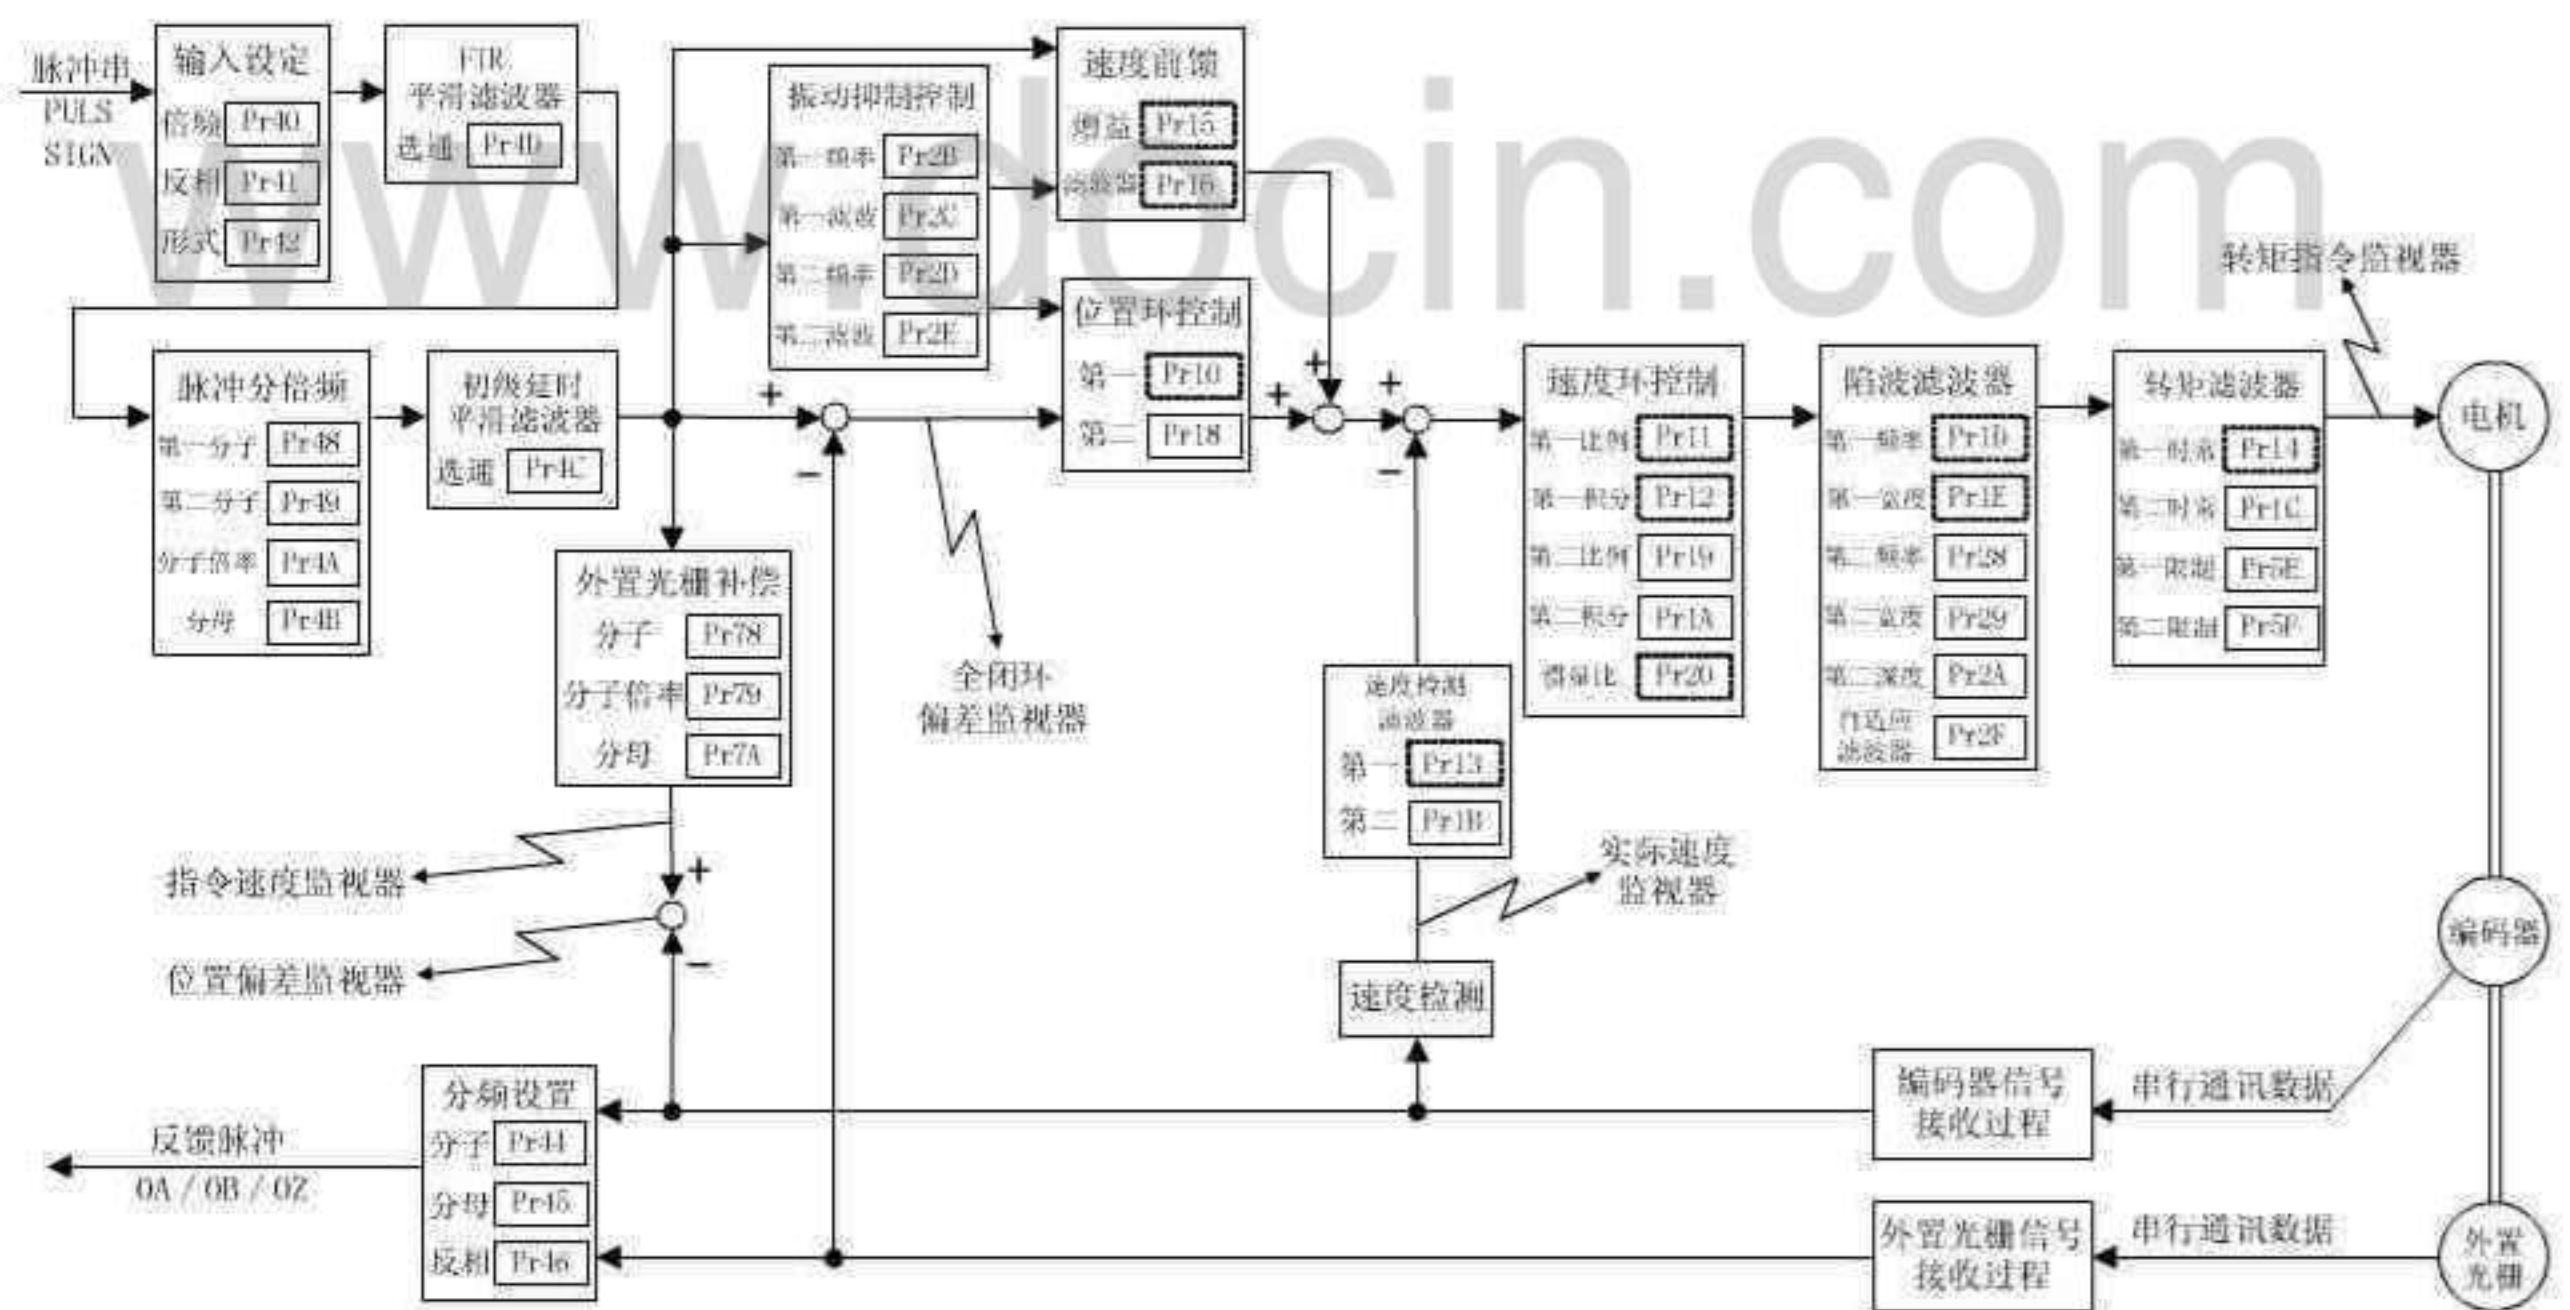 www.docin.com
脉冲串
PULS
SIGN
输入设定
倍频 Pr40
反相 Pr41
形式 Pr42
FIR
平滑滤波器
选通 Pr4D
脉冲分倍频
第一分子 Pr48
第二分子 Pr49
分子倍率 Pr4A
分母 Pr4B
初级延时
平滑滤波器
选通 Pr4C
振动抑制控制
第一频率 Pr2B
第一滤波 Pr2C
第二频率 Pr2D
第二滤波 Pr2E
速度前馈
增益 Pr15
滤波器 Pr16
位置环控制
第一 Pr10
第二 Pr18
+
-
+
+
+
-
速度环控制
第一比例 Pr11
第一积分 Pr12
第二比例 Pr19
第二积分 Pr1A
惯量比 Pr20
陷波滤波器
第一频率 Pr1D
第一宽度 Pr1E
第二频率 Pr28
第二宽度 Pr29
第二深度 Pr2A
自适应
滤波器 Pr2F
转矩滤波器
第一时常 Pr14
第二时常 Pr1C
第一限制 Pr5E
第二限制 Pr5F
转矩指令监视器
电机
外置光栅补偿
分子 Pr78
分子倍率 Pr79
分母 Pr7A
全闭环
偏差监视器
速度检测
滤波器
第一 Pr13
第二 Pr1B
指令速度监视器
+
-
位置偏差监视器
实际速度
监视器
速度检测
编码器
分频设置
分子 Pr44
分母 Pr45
反相 Pr46
反馈脉冲
OA / OB / OZ
编码器信号
接收过程
串行通讯数据
外置光栅信号
接收过程
串行通讯数据
外置
光栅